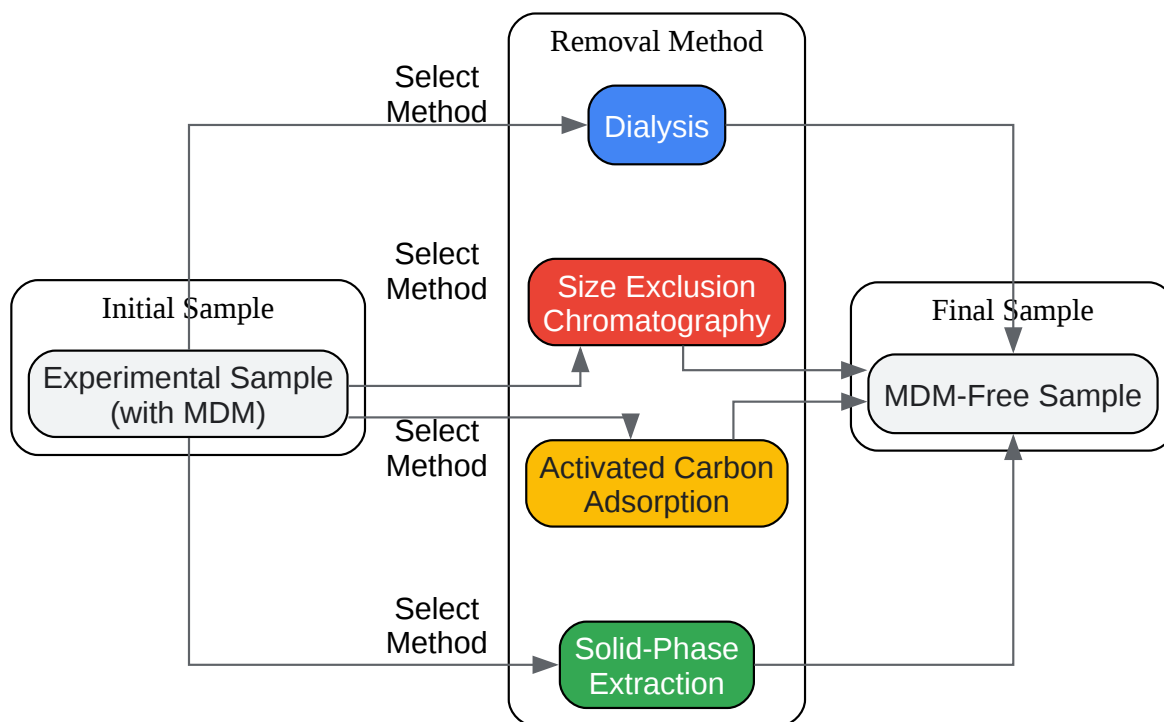 Removal Method
Select
Method
Dialysis
Select
Method
Size Exclusion
Chromatography
Initial Sample
Final Sample
Experimental Sample
(with MDM)
MDM-Free Sample
Select
Method
Activated Carbon
Adsorption
Select
Method
Solid-Phase
Extraction